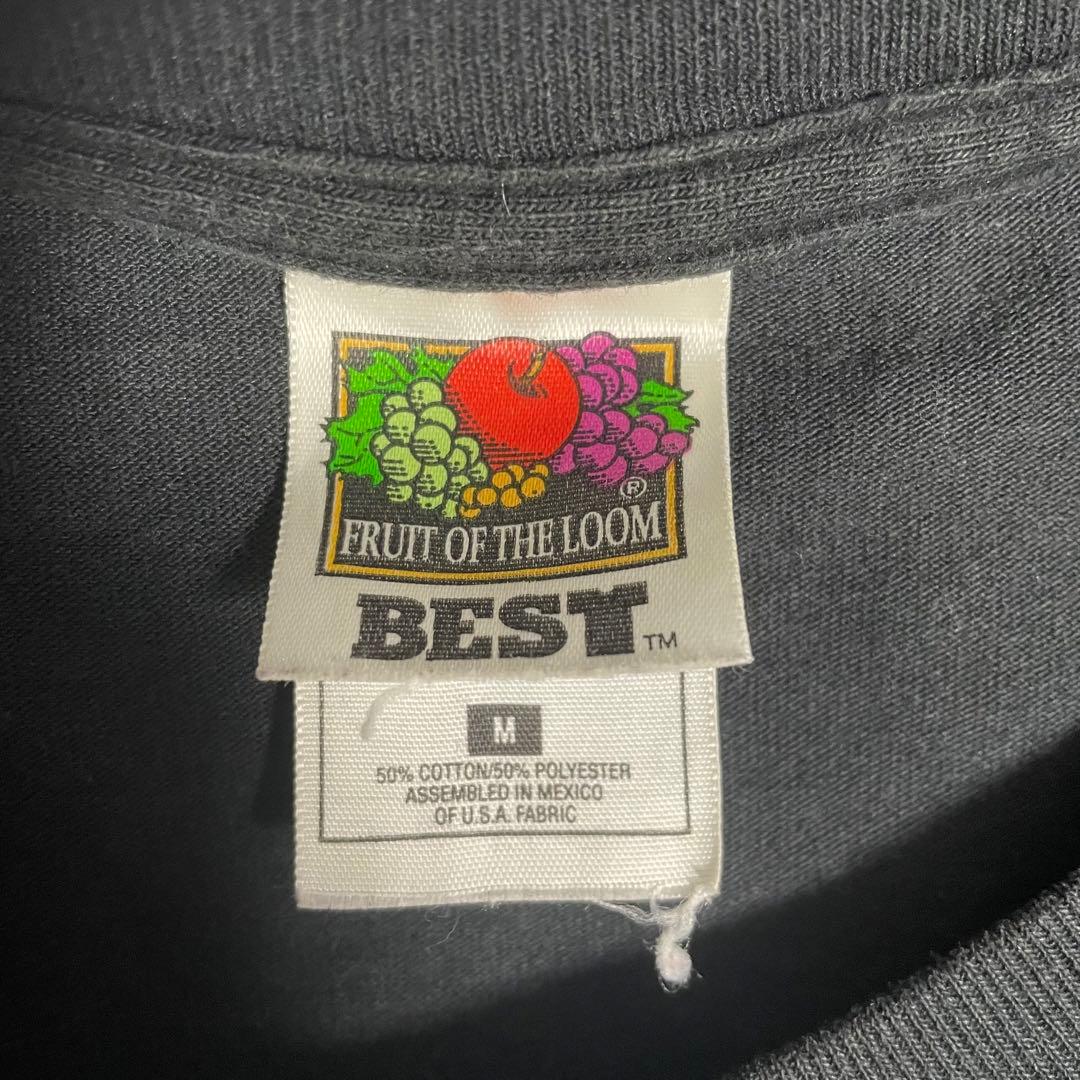 ®
FRUIT OF THE LOOM
BEST™
M
50% COTTON/50% POLYESTER
ASSEMBLED IN MEXICO
OF U.S.A. FABRIC